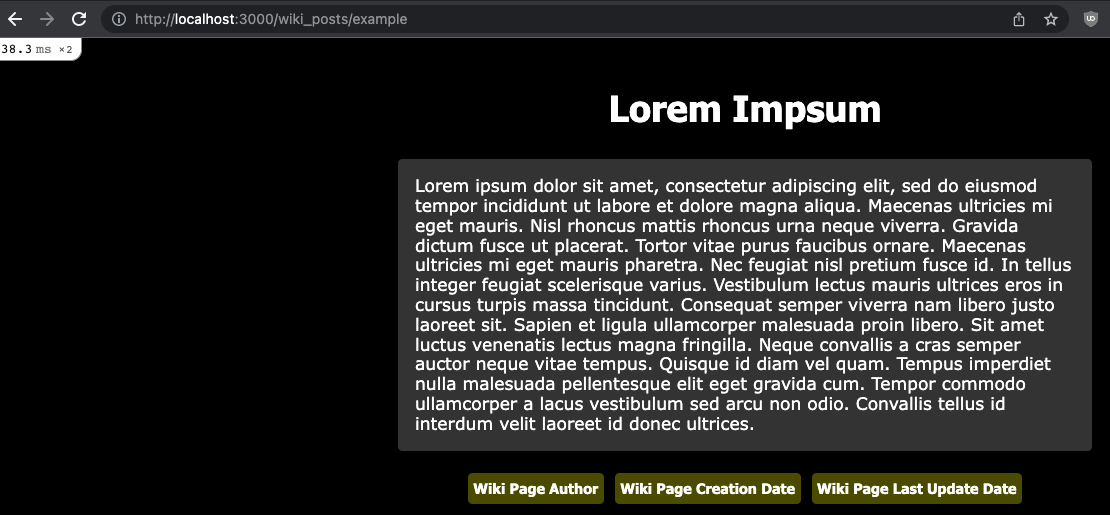 http://localhost:3000/wiki_posts/example
38.3 ms ×2
Lorem Impsum
Lorem ipsum dolor sit amet, consectetur adipiscing elit, sed do eiusmod
tempor incididunt ut labore et dolore magna aliqua. Maecenas ultricies mi
eget mauris. Nisl rhoncus mattis rhoncus urna neque viverra. Gravida
dictum fusce ut placerat. Tortor vitae purus faucibus ornare. Maecenas
ultricies mi eget mauris pharetra. Nec feugiat nisl pretium fusce id. In tellus
integer feugiat scelerisque varius. Vestibulum lectus mauris ultrices eros in
cursus turpis massa tincidunt. Consequat semper viverra nam libero justo
laoreet sit. Sapien et ligula ullamcorper malesuada proin libero. Sit amet
luctus venenatis lectus magna fringilla. Neque convallis a cras semper
auctor neque vitae tempus. Quisque id diam vel quam. Tempus imperdiet
nulla malesuada pellentesque elit eget gravida cum. Tempor commodo
ullamcorper a lacus vestibulum sed arcu non odio. Convallis tellus id
interdum velit laoreet id donec ultrices.
Wiki Page Author Wiki Page Creation Date Wiki Page Last Update Date